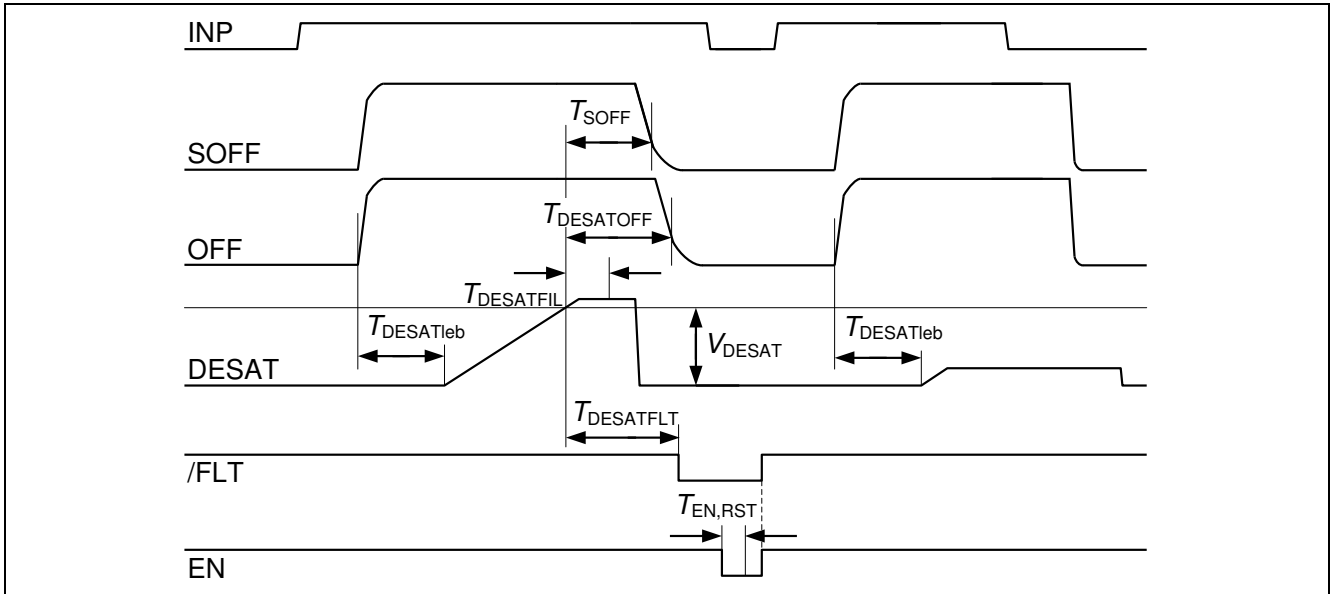 INP
T_SOFF
SOFF
T_DESATOFF
OFF
T_DESATFIL
T_DESATleb
V_DESAT
T_DESATleb
DESAT
T_DESATFLT
/FLT
T_EN,RST
EN